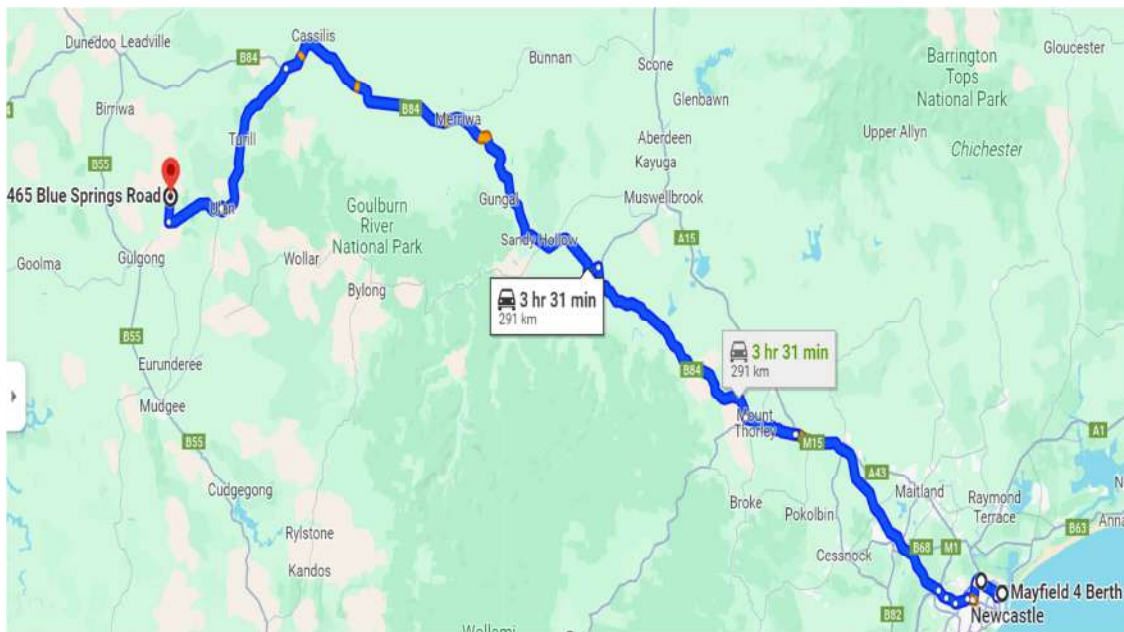 Dunedoo Leadville
Cassilis
B84
Bunnan
Scone
Gloucester
Barrington
Tops
National Park
Glenbawn
Birriwa
B84
Merriwa
Upper Allyn
Chichester
Aberdeen
Kayuga
Turill
B55
465 Blue Springs Road
Ulan
Gungal
Muswellbrook
Goulburn
River
National Park
Sandy Hollow
A15
Goolma
Gulgong
Wollar
Bylong
3 hr 31 min
291 km
B55
3 hr 31 min
291 km
Eurunderee
B84
Mudgee
Mount
Thorley
M15
A1
B55
A43
Cudgegong
Broke
Maitland
Raymond
Terrace
Pokolbin
Rylstone
B63
Anna
Cessnock
B68
M1
Kandos
Mayfield 4 Berth
B82
Newcastle